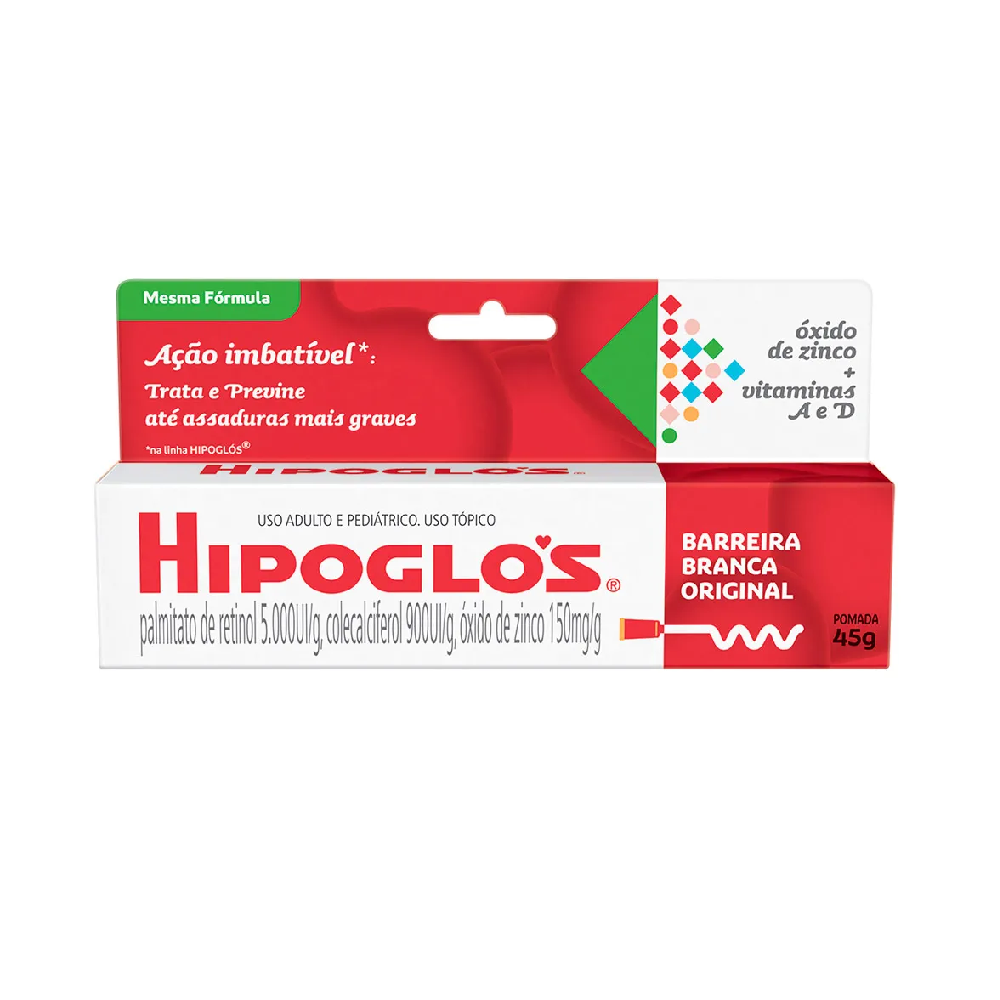 Mesma Fórmula
Ação imbatível*:
Trata e Previne
até assaduras mais graves
*na linha HIPOGLÓS®
óxido
de zinco
+
vitaminas
A e D
HIPOGLÓS
USO ADULTO E PEDIÁTRICO. USO TÓPICO
HIPOGLÓS®
palmitato de retinol 5.000UI/g, colecalciferol 900UI/g, óxido de zinco 150mg/g
BARREIRA
BRANCA
ORIGINAL
POMADA
45g